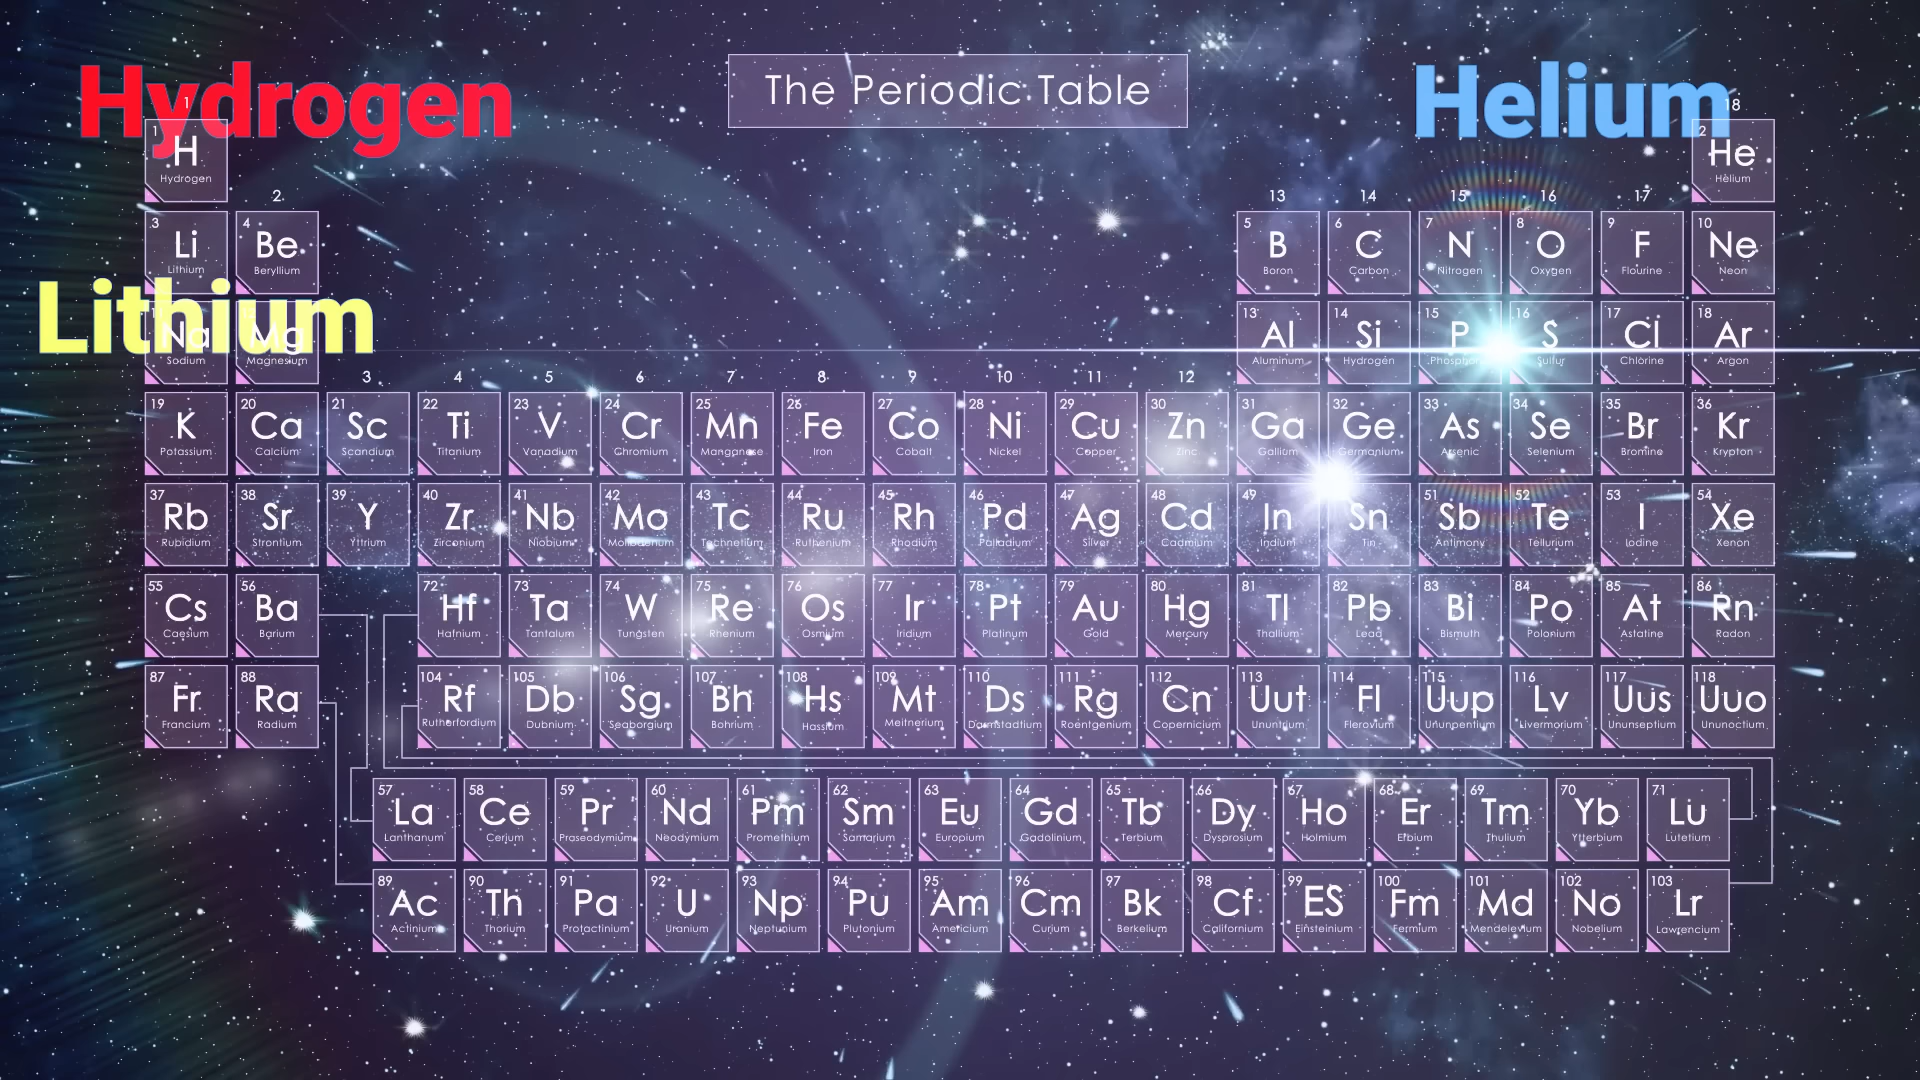 Hydrogen
The Periodic Table
Helium
1 18
1 H Hydrogen 2 He Helium
2 13 14 15 16 17
3 Li Lithium 4 Be Beryllium 5 B Boron 6 C Carbon 7 N Nitrogen 8 O Oxygen 9 F Flourine 10 Ne Neon
Lithium
Na Sodium Mg Magnesium 13 Al Aluminum 14 Si Hydrogen 15 P 16 S Sulfur 17 Cl Chlorine 18 Ar Argon
3 4 5 6 7 8 9 10 11 12
19 K Potassium 20 Ca Calcium 21 Sc Scandium 22 Ti Titanium 23 V Vanadium 24 Cr Chromium 25 Mn Manganese 26 Fe Iron 27 Co Cobalt 28 Ni Nickel 29 Cu Copper 30 Zn Zinc 31 Ga Gallium 32 Ge Germanium 33 As Arsenic 34 Se Selenium 35 Br Bromine 36 Kr Krypton
37 Rb Rubidium 38 Sr Strontium 39 Y Yttrium 40 Zr Zirconium 41 Nb Niobium 42 Mo 43 Tc Technetium 44 Ru Ruthenium 45 Rh Rhodium 46 Pd Palladium 47 Ag Silver 48 Cd Cadmium 49 In Indium Sn Tin 51 Sb Antimony 52 Te Tellurium 53 I Iodine 54 Xe Xenon
55 Cs Caesium 56 Ba Barium 72 Hf Hafnium 73 Ta Tantalum 74 W Tungsten 75 Re Rhenium 76 Os Osmium 77 Ir Iridium 78 Pt Platinum 79 Au Gold 80 Hg Mercury 81 Tl Thallium 82 Pb Lead 83 Bi Bismuth 84 Po Polonium 85 At Astatine 86 Rn Radon
87 Fr Francium 88 Ra Radium 104 Rf Rutherfordium 105 Db Dubnium 106 Sg Seaborgium 107 Bh Bohrium 108 Hs Hassium 109 Mt Meitnerium 110 Ds Darmstadtium 111 Rg Roentgenium 112 Cn Copernicium 113 Uut Ununtrium 114 Fl Flerovium 115 Uup Ununpentium 116 Lv Livermorium 117 Uus Ununseptium 118 Uuo Ununoctium
57 La Lanthanum 58 Ce Cerium 59 Pr Praseodymium 60 Nd Neodymium 61 Pm Promethium 62 Sm Samarium 63 Eu Europium 64 Gd Gadolinium 65 Tb Terbium 66 Dy Dysprosium 67 Ho Holmium 68 Er Erbium 69 Tm Thulium 70 Yb Ytterbium 71 Lu Lutetium
89 Ac Actinium 90 Th Thorium 91 Pa Protactinium 92 U Uranium 93 Np Neptunium 94 Pu Plutonium 95 Am Americium 96 Cm Curium 97 Bk Berkelium 98 Cf Californium 99 ES Einsteinium 100 Fm Fermium 101 Md Mendelevium 102 No Nobelium 103 Lr Lawrencium